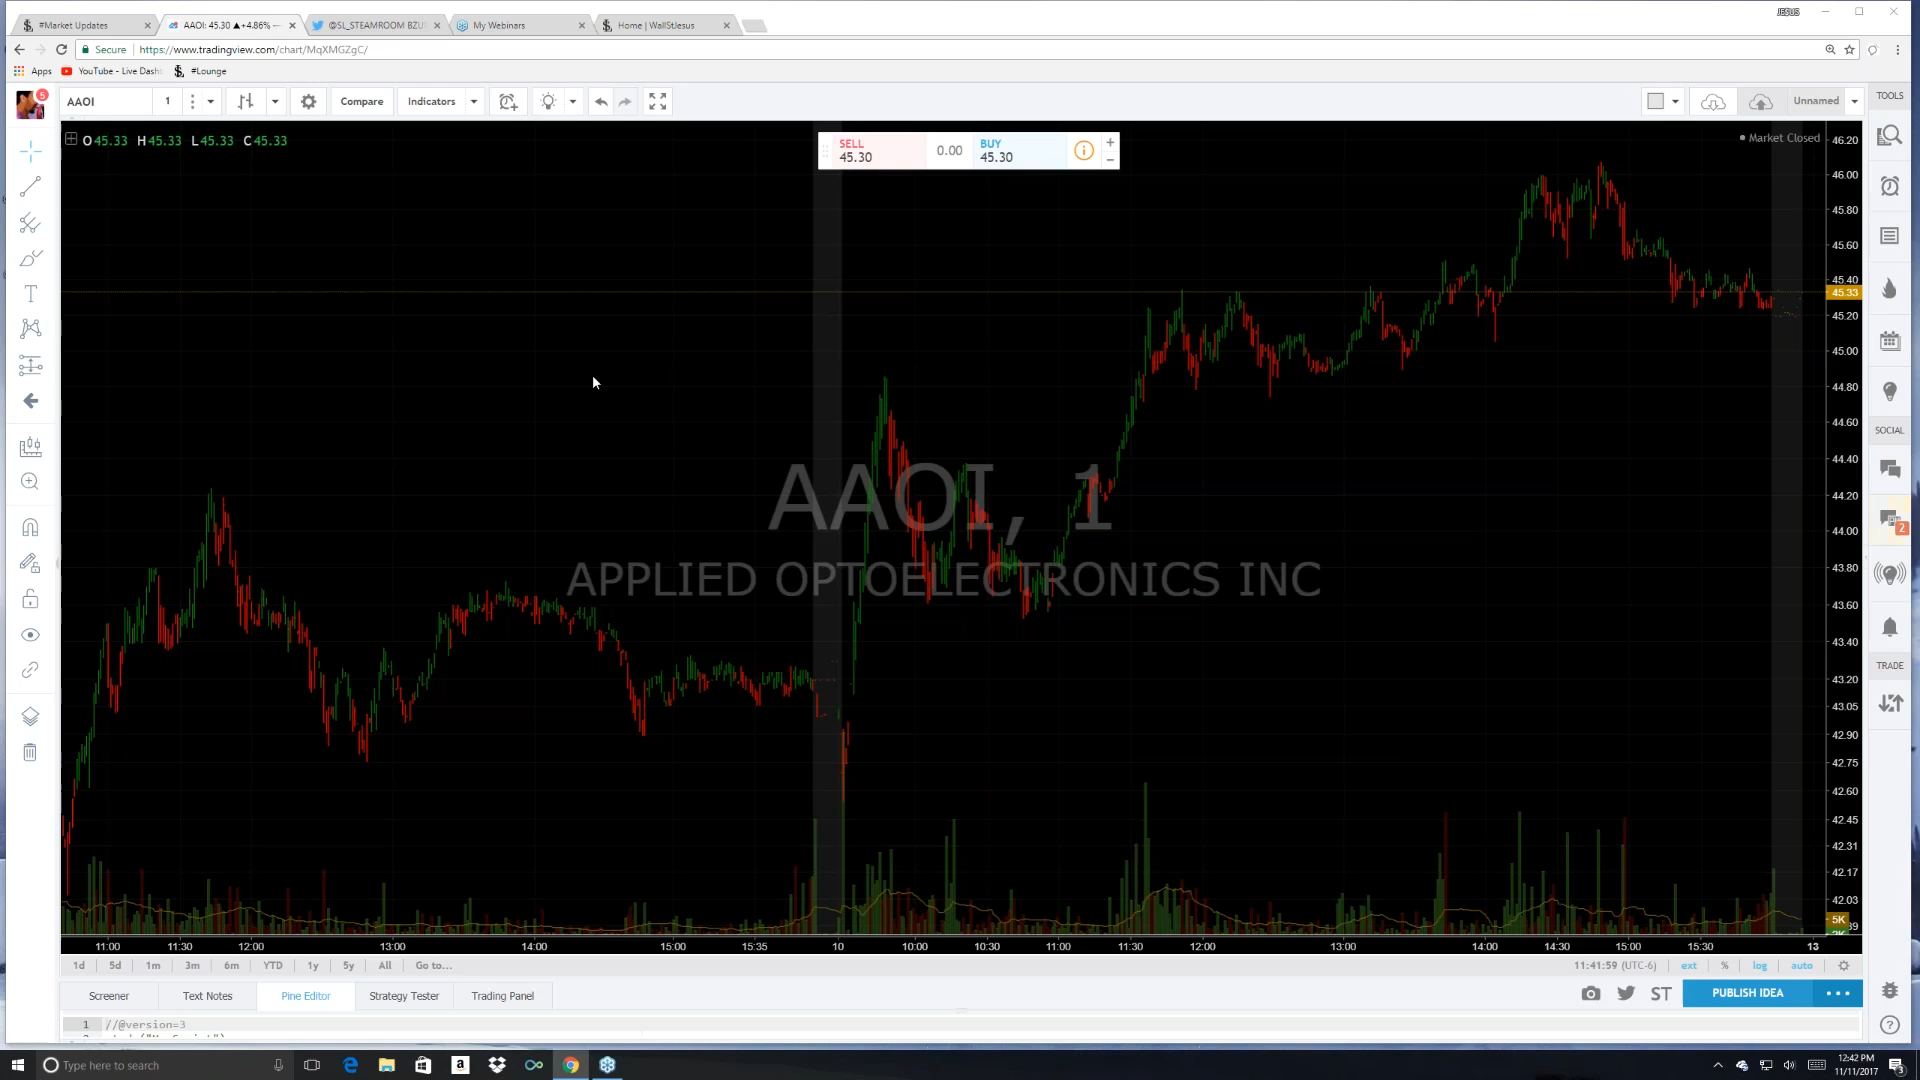 #Market Updates
AAOI: 45.30 ▲+4.86% —
@SL_STEAMROOM BZU
My Webinars
Home | WallStJesus
JESUS
Secure https://www.tradingview.com/chart/MqXMGZgC/
Apps YouTube - Live Dash #Lounge
5
AAOI 1 Compare Indicators Unnamed TOOLS
O45.33 H45.33 L45.33 C45.33
SELL 0.00 BUY
45.30 45.30
+
−
Market Closed
46.20
46.00
45.80
45.60
45.40
45.33
45.20
45.00
44.80
44.60
44.40
44.20
44.00
43.80
43.60
43.40
43.20
43.05
42.90
42.75
42.60
42.45
42.31
42.17
42.03
5K
AAOI, 1
APPLIED OPTOELECTRONICS INC
SOCIAL
2
TRADE
11:00 11:30 12:00 13:00 14:00 15:00 15:35 10 10:00 10:30 11:00 11:30 12:00 13:00 14:00 14:30 15:00 15:30 13
1d 5d 1m 3m 6m YTD 1y 5y All Go to... 11:41:59 (UTC-6) ext % log auto
Screener Text Notes Pine Editor Strategy Tester Trading Panel ST PUBLISH IDEA
1 //@version=3
Type here to search
12:42 PM
11/11/2017
3